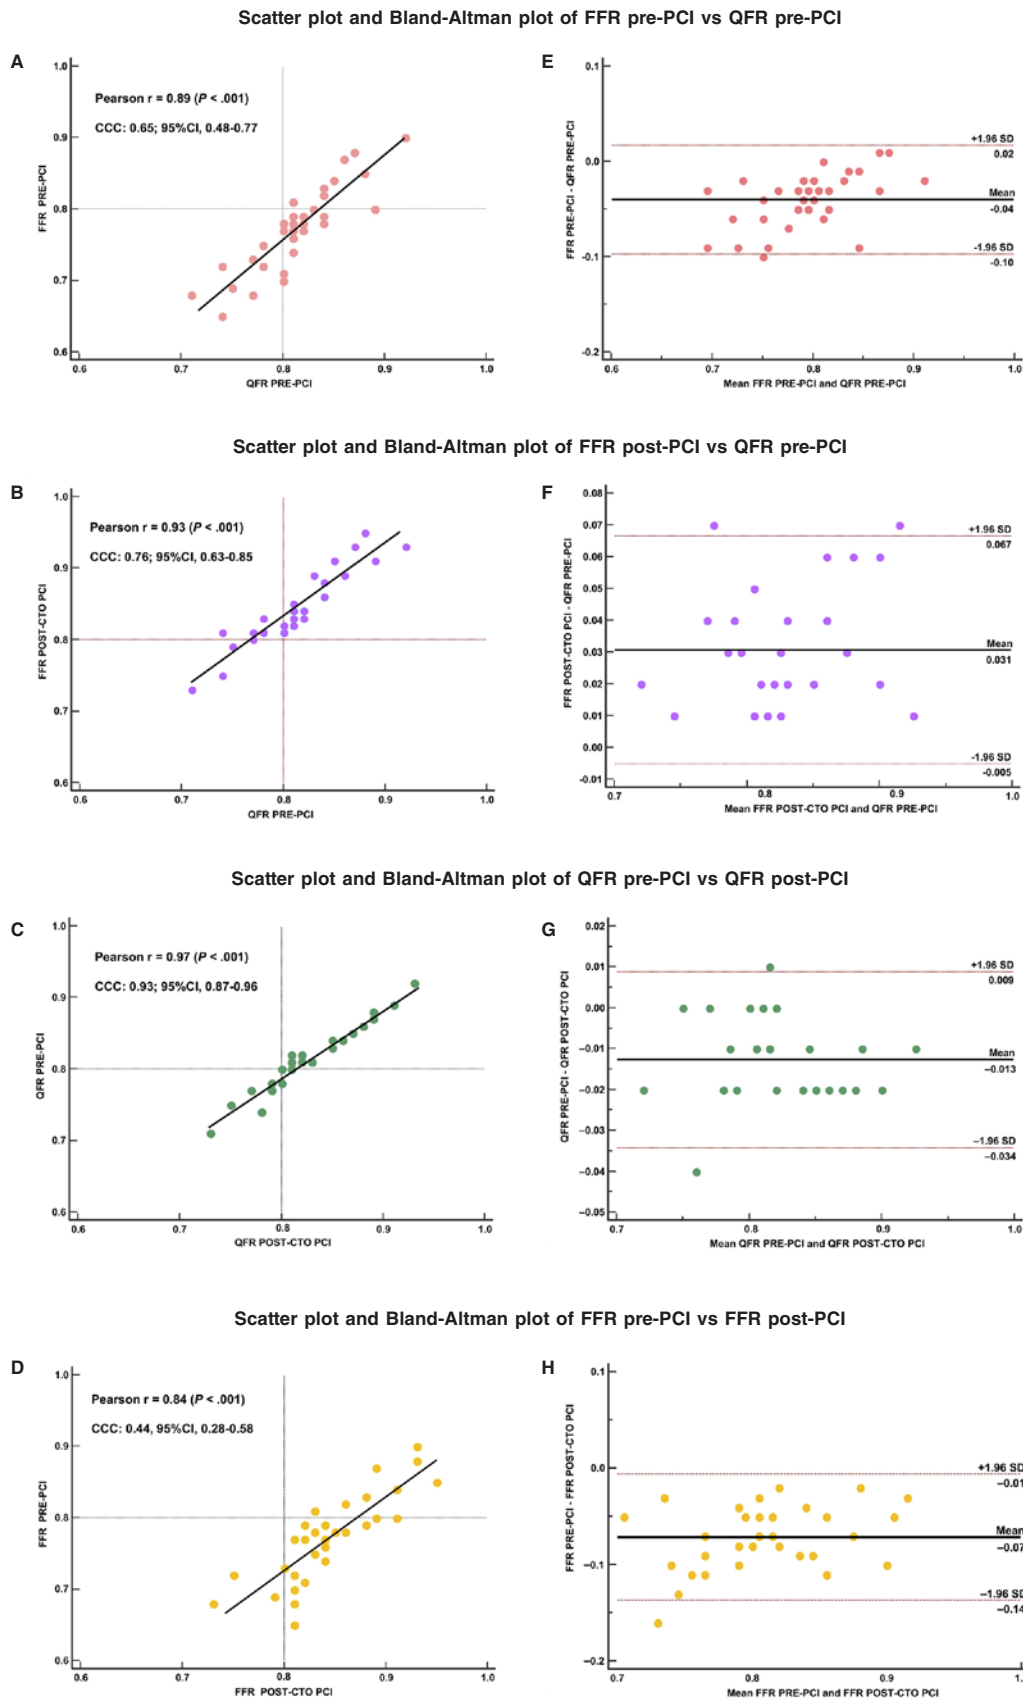 Scatter plot and Bland-Altman plot of FFR pre-PCI vs QFR pre-PCI
A
Pearson r = 0.89 (P < .001)
CCC: 0.65; 95%CI, 0.48-0.77
FFR PRE-PCI
1.0
0.9
0.8
0.7
0.6
0.6 0.7 0.8 0.9 1.0
QFR PRE-PCI
E
FFR PRE-PCI - QFR PRE-PCI
0.1
0.0
-0.1
-0.2
+1.96 SD
0.02
Mean
-0.04
-1.96 SD
-0.10
0.6 0.7 0.8 0.9 1.0
Mean FFR PRE-PCI and QFR PRE-PCI
Scatter plot and Bland-Altman plot of FFR post-PCI vs QFR pre-PCI
B
Pearson r = 0.93 (P < .001)
CCC: 0.76; 95%CI, 0.63-0.85
FFR POST-CTO PCI
1.0
0.9
0.8
0.7
0.6
0.6 0.7 0.8 0.9 1.0
QFR PRE-PCI
F
FFR POST-CTO PCI - QFR PRE-PCI
0.08
0.07
0.06
0.05
0.04
0.03
0.02
0.01
0.00
-0.01
+1.96 SD
0.067
Mean
0.031
-1.96 SD
-0.005
0.7 0.8 0.9 1.0
Mean FFR POST-CTO PCI and QFR PRE-PCI
Scatter plot and Bland-Altman plot of QFR pre-PCI vs QFR post-PCI
C
Pearson r = 0.97 (P < .001)
CCC: 0.93; 95%CI, 0.87-0.96
QFR PRE-PCI
1.0
0.9
0.8
0.7
0.6
0.6 0.7 0.8 0.9 1.0
QFR POST-CTO PCI
G
QFR PRE-PCI - QFR POST-CTO PCI
0.02
0.01
0.00
−0.01
−0.02
−0.03
−0.04
−0.05
+1.96 SD
0.009
Mean
−0.013
−1.96 SD
−0.034
0.7 0.8 0.9 1.0
Mean QFR PRE-PCI and QFR POST-CTO PCI
Scatter plot and Bland-Altman plot of FFR pre-PCI vs FFR post-PCI
D
Pearson r = 0.84 (P < .001)
CCC: 0.44, 95%CI, 0.28-0.58
FFR PRE-PCI
1.0
0.9
0.8
0.7
0.6
0.6 0.7 0.8 0.9 1.0
FFR POST-CTO PCI
H
FFR PRE-PCI - FFR POST-CTO PCI
0.1
0.0
−0.1
−0.2
+1.96 SD
−0.01
Mean
−0.07
−1.96 SD
−0.14
0.7 0.8 0.9 1.
Mean FFR PRE-PCI and FFR POST-CTO PCI